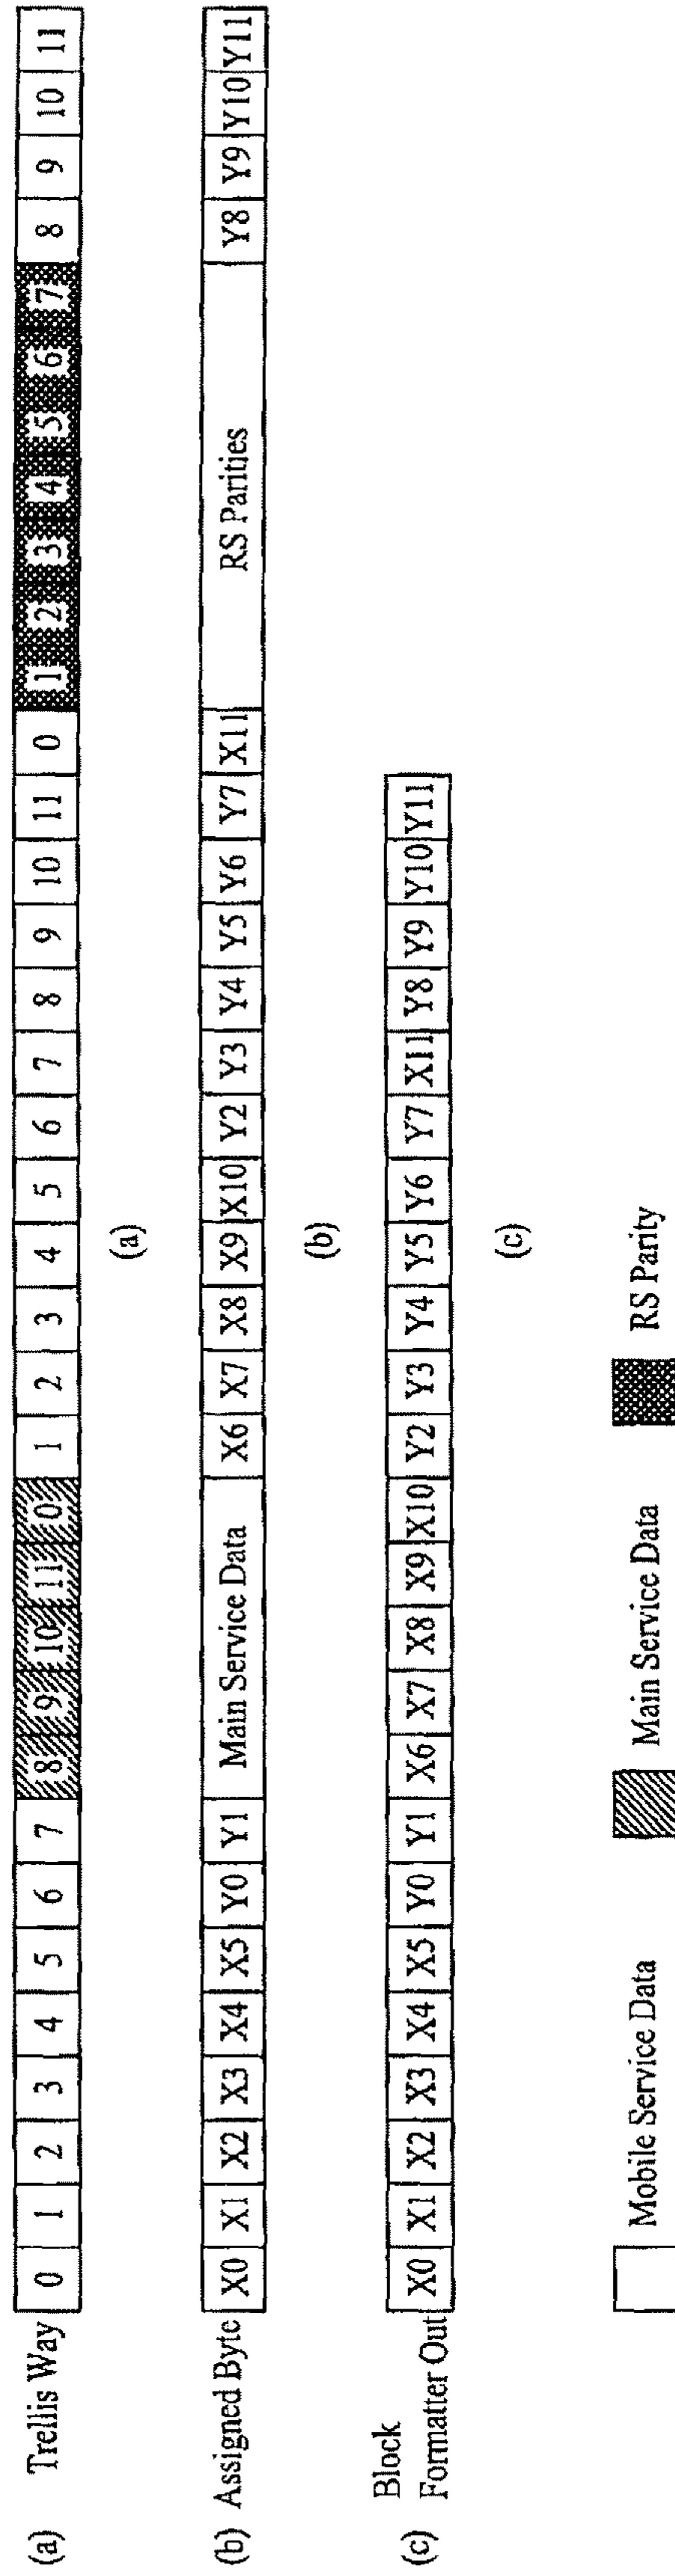 (a) Trellis Way 0 1 2 3 4 5 6 7 8 9 10 11 0 1 2 3 4 5 6 7 8 9 10 11 0 1 2 3 4 5 6 7 8 9 10 11
(a)
(b) Assigned Byte X0 X1 X2 X3 X4 X5 Y0 Y1 Main Service Data X6 X7 X8 X9 X10 Y2 Y3 Y4 Y5 Y6 Y7 X11 RS Parities Y8 Y9 Y10 Y11
(b)
(c) Block
Formatter Out X0 X1 X2 X3 X4 X5 Y0 Y1 X6 X7 X8 X9 X10 Y2 Y3 Y4 Y5 Y6 Y7 X11 Y8 Y9 Y10 Y11
(c)
Mobile Service Data Main Service Data RS Parity